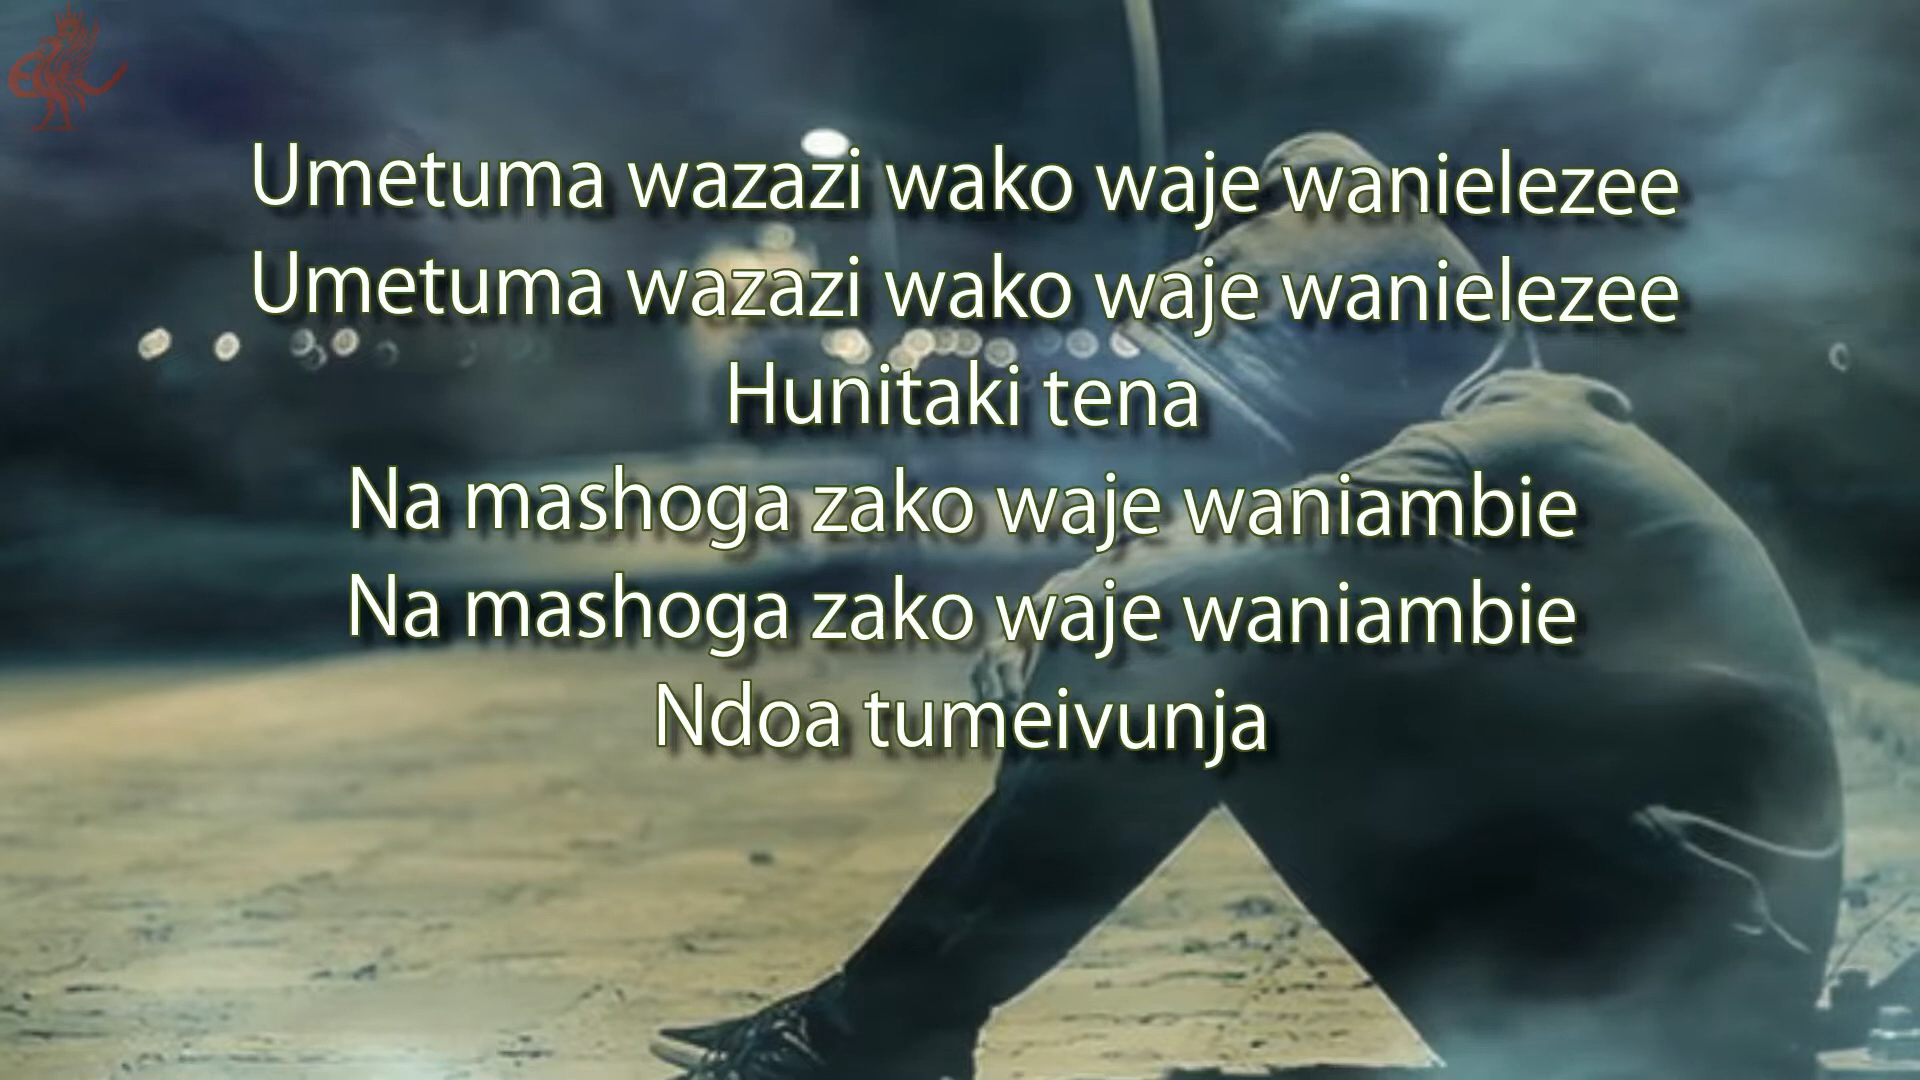 Umetuma wazazi wako waje wanielezee
Umetuma wazazi wako waje wanielezee
Hunitaki tena
Na mashoga zako waje waniambie
Na mashoga zako waje waniambie
Ndoa tumeivunja